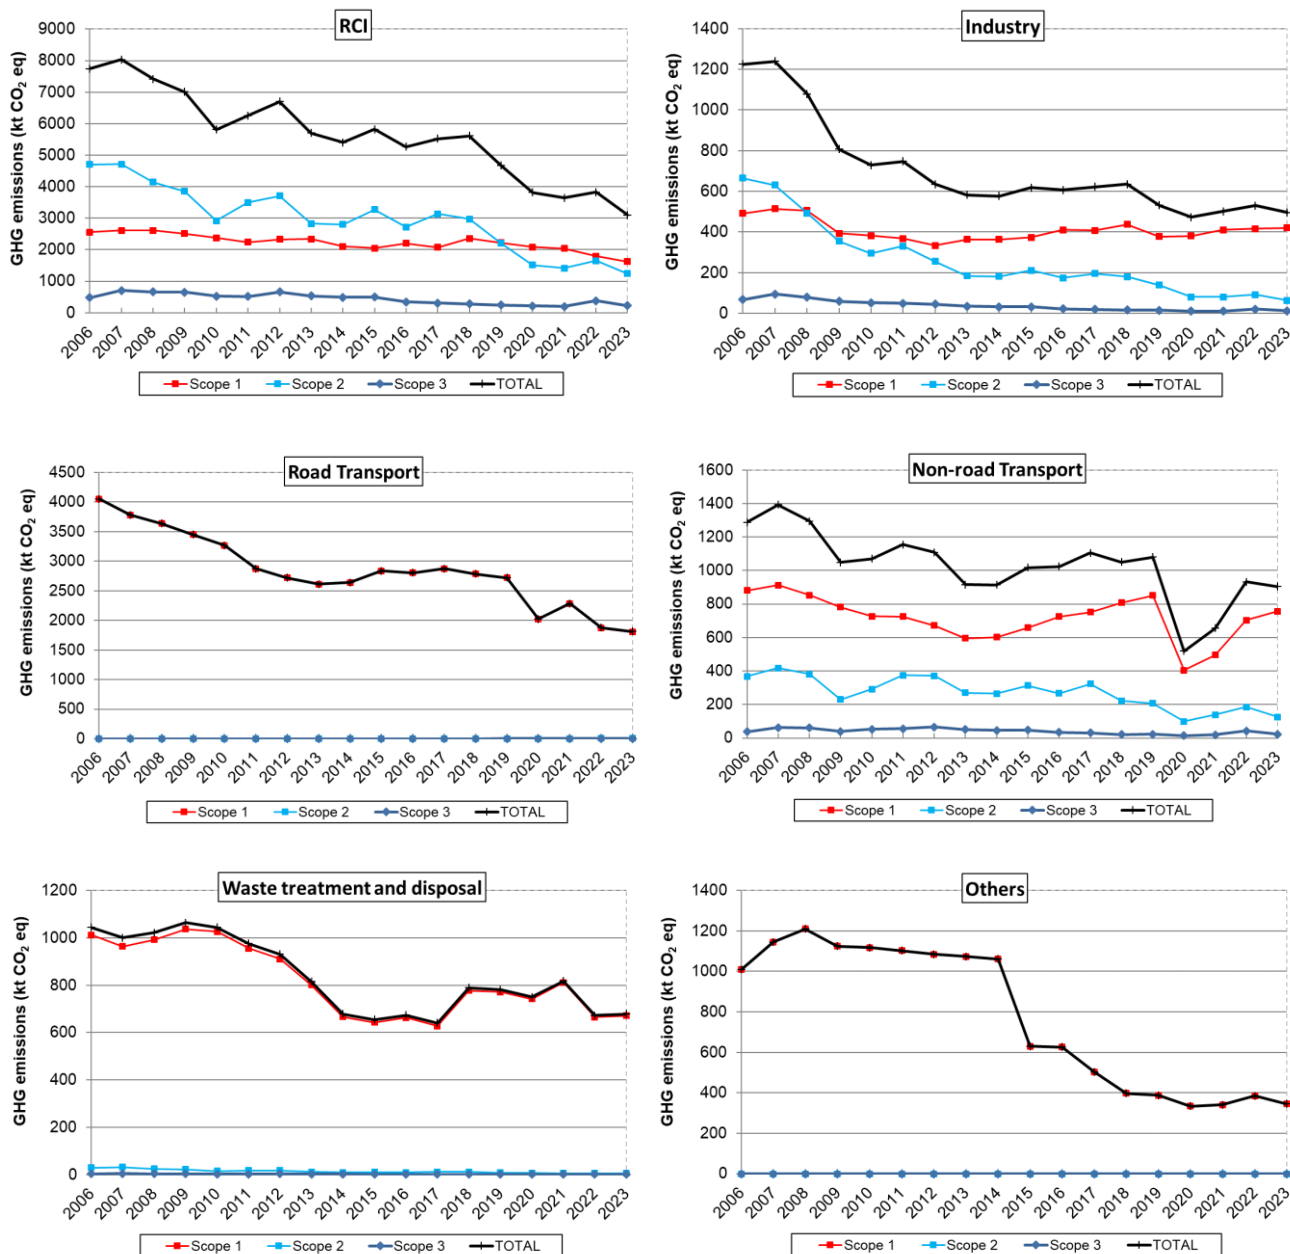 RCI
GHG emissions (kt CO₂ eq)
9000
8000
7000
6000
5000
4000
3000
2000
1000
0
2006 2007 2008 2009 2010 2011 2012 2013 2014 2015 2016 2017 2018 2019 2020 2021 2022 2023
Scope 1 Scope 2 Scope 3 TOTAL
Industry
GHG emissions (kt CO₂ eq)
1400
1200
1000
800
600
400
200
0
2006 2007 2008 2009 2010 2011 2012 2013 2014 2015 2016 2017 2018 2019 2020 2021 2022 2023
Scope 1 Scope 2 Scope 3 TOTAL
Road Transport
GHG emissions (kt CO₂ eq)
4500
4000
3500
3000
2500
2000
1500
1000
500
0
2006 2007 2008 2009 2010 2011 2012 2013 2014 2015 2016 2017 2018 2019 2020 2021 2022 2023
Scope 1 Scope 2 Scope 3 TOTAL
Non-road Transport
GHG emissions (kt CO₂ eq)
1600
1400
1200
1000
800
600
400
200
0
2006 2007 2008 2009 2010 2011 2012 2013 2014 2015 2016 2017 2018 2019 2020 2021 2022 2023
Scope 1 Scope 2 Scope 3 TOTAL
Waste treatment and disposal
GHG emissions (kt CO₂ eq)
1200
1000
800
600
400
200
0
2006 2007 2008 2009 2010 2011 2012 2013 2014 2015 2016 2017 2018 2019 2020 2021 2022 2023
Scope 1 Scope 2 Scope 3 TOTAL
Others
GHG emissions (kt CO₂ eq)
1400
1200
1000
800
600
400
200
0
2006 2007 2008 2009 2010 2011 2012 2013 2014 2015 2016 2017 2018 2019 2020 2021 2022 2023
Scope 1 Scope 2 Scope 3 TOTAL